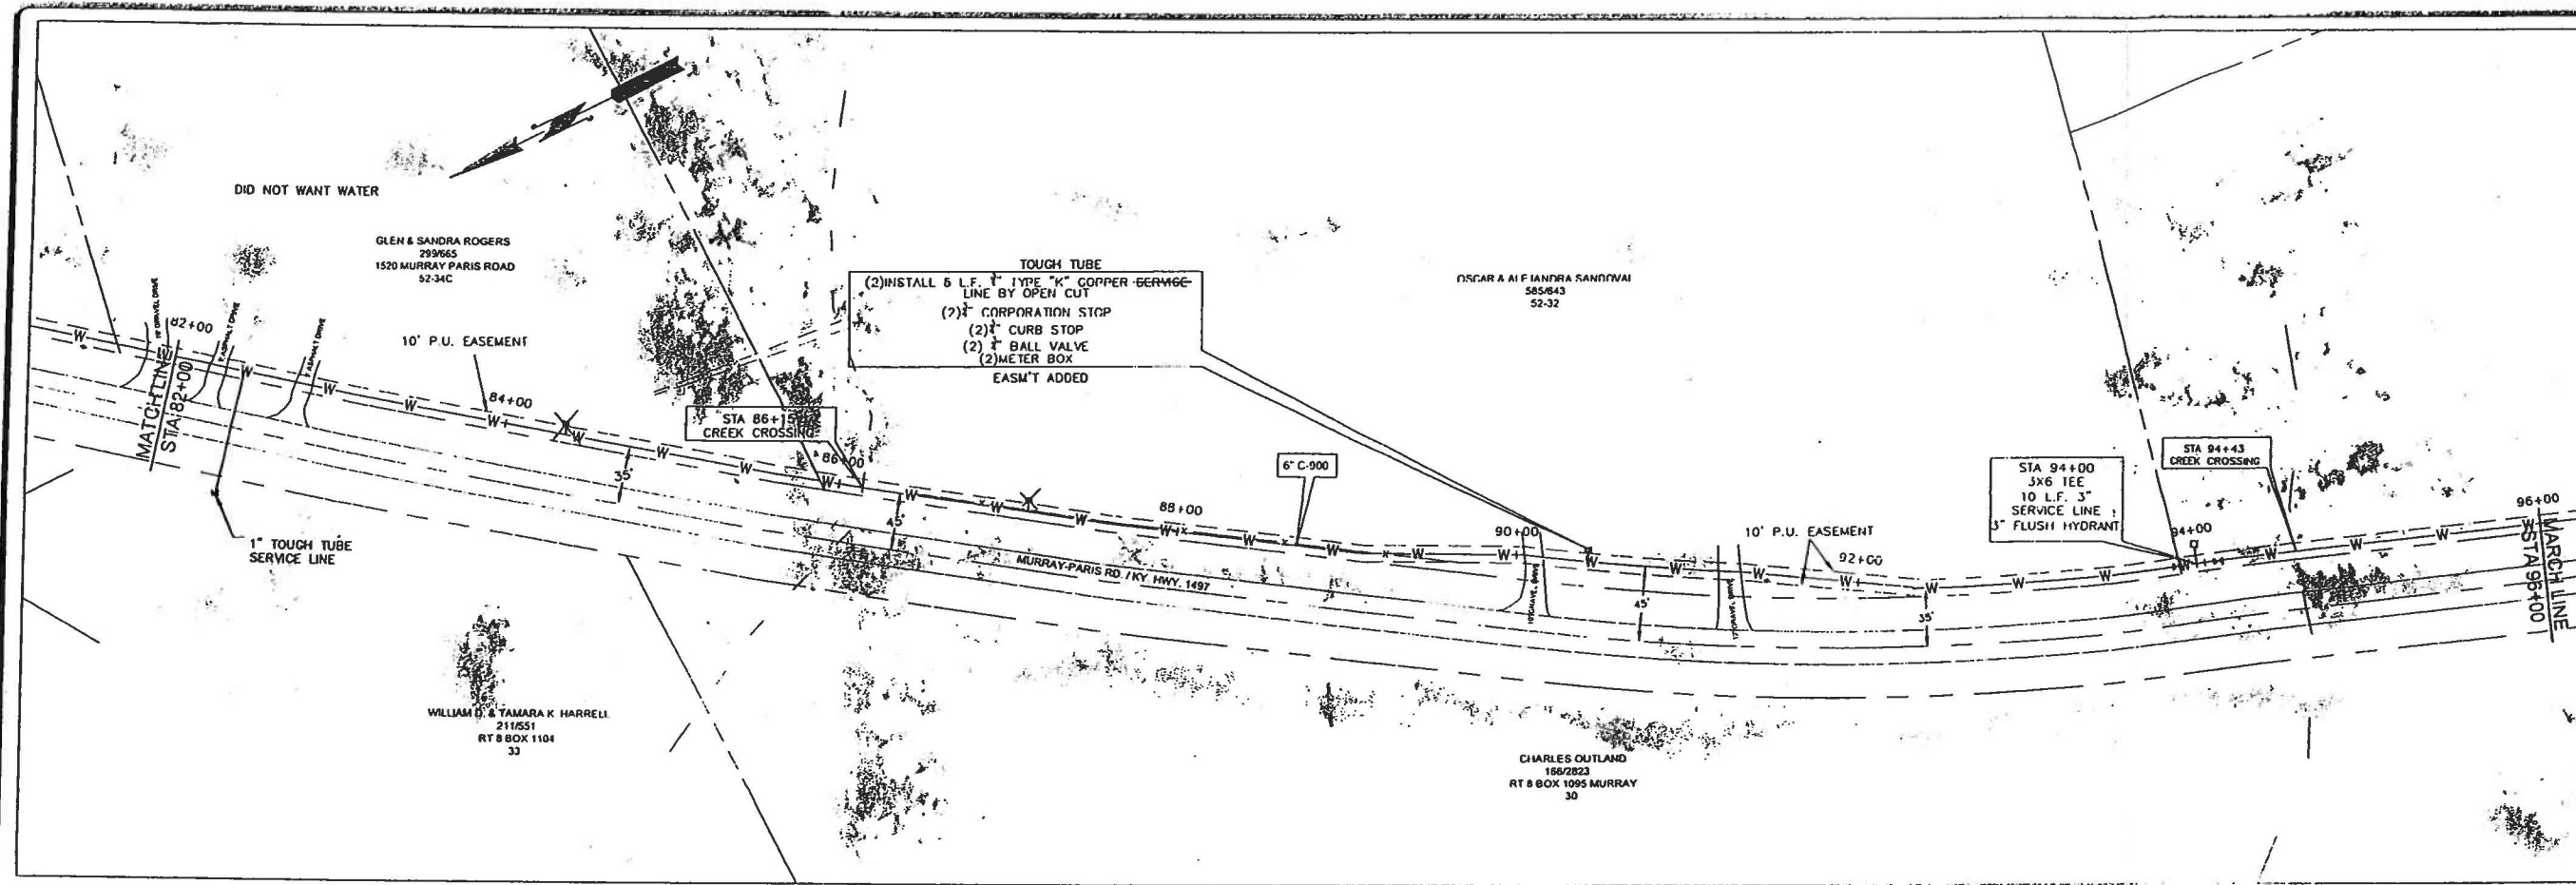 DID NOT WANT WATER
GLEN & SANDRA ROGERS
299/665
1520 MURRAY PARIS ROAD
52-34C
82+00
MATCH LINE
STA 82+00
ASPHALT DRIVE
ASPHALT DRIVE
10' P.U. EASEMENT
84+00
35'
1" TOUGH TUBE
SERVICE LINE
STA 86+15
CREEK CROSSING
86+00
45'
TOUGH TUBE
(2)INSTALL 5 L.F. TYPE "K" COPPER SERVICE
LINE BY OPEN CUT
(2) CORPORATION STOP
(2) CURB STOP
(2) BALL VALVE
(2)METER BOX
EASM'T ADDED
88+00
6" C-900
MURRAY-PARIS RD. / KY. HWY. 1497
OSCAR & ALEJANDRA SANDOVAL
585/643
52-32
90+00
45'
10' P.U. EASEMENT
92+00
35'
STA 94+00
3X6 TEE
10 L.F. 3"
SERVICE LINE
3" FLUSH HYDRANT
94+00
STA 94+43
CREEK CROSSING
96+00
MARCH LINE
STA 96+00
WILLIAM D. & TAMARA K HARRELL
211/551
RT 8 BOX 1104
33
CHARLES OUTLAND
166/2823
RT 8 BOX 1095 MURRAY
30